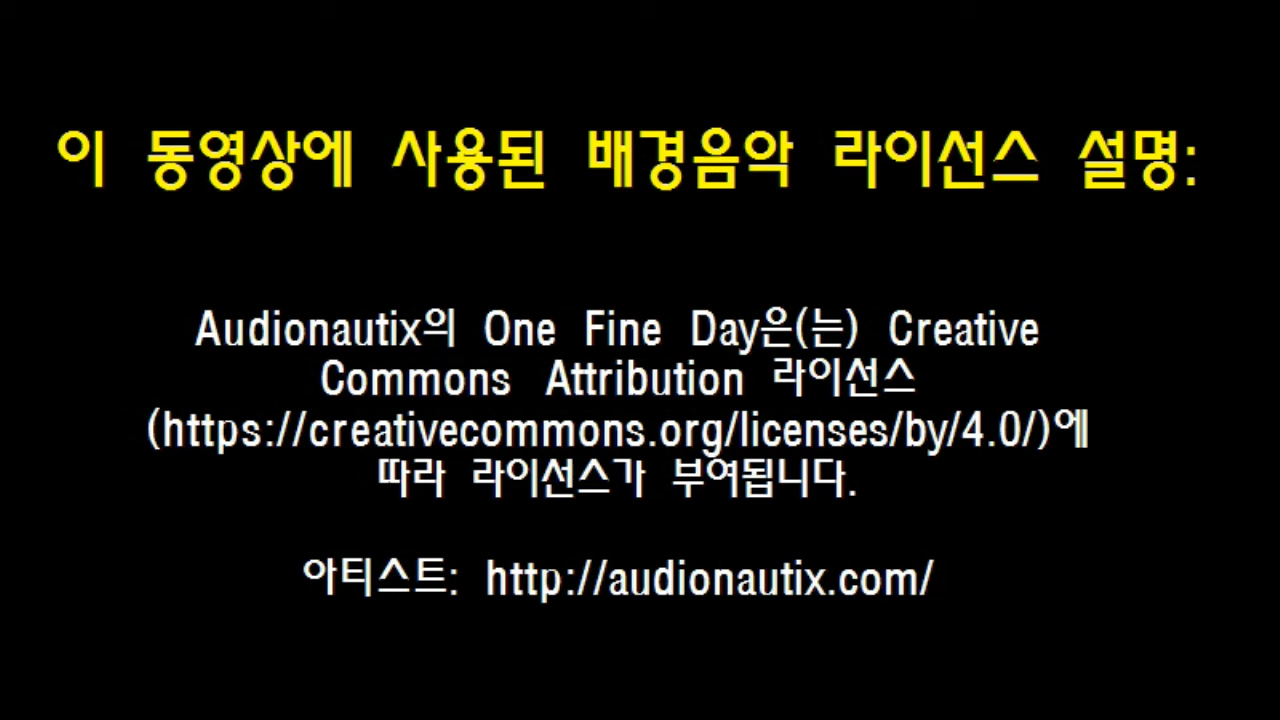 이 동영상에 사용된 배경음악 라이선스 설명:
Audionautix의 One Fine Day은(는) Creative
Commons Attribution 라이선스
(https://creativecommons.org/licenses/by/4.0/)에
따라 라이선스가 부여됩니다.
아티스트: http://audionautix.com/